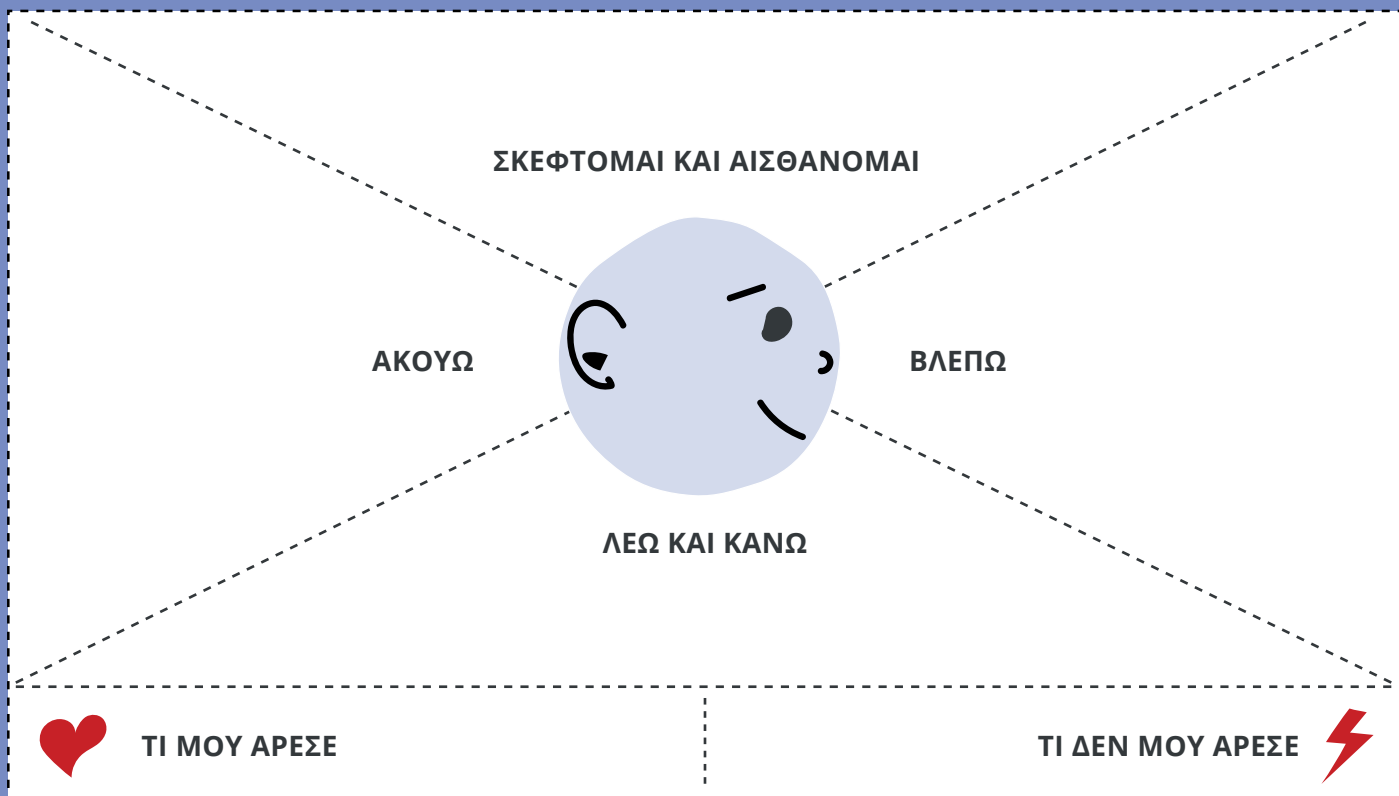 ΣΚΕΦΤΟΜΑΙ ΚΑΙ ΑΙΣΘΑΝΟΜΑΙ
ΑΚΟΥΩ
ΒΛΕΠΩ
ΛΕΩ ΚΑΙ ΚΑΝΩ
ΤΙ ΜΟΥ ΑΡΕΣΕ
ΤΙ ΔΕΝ ΜΟΥ ΑΡΕΣΕ